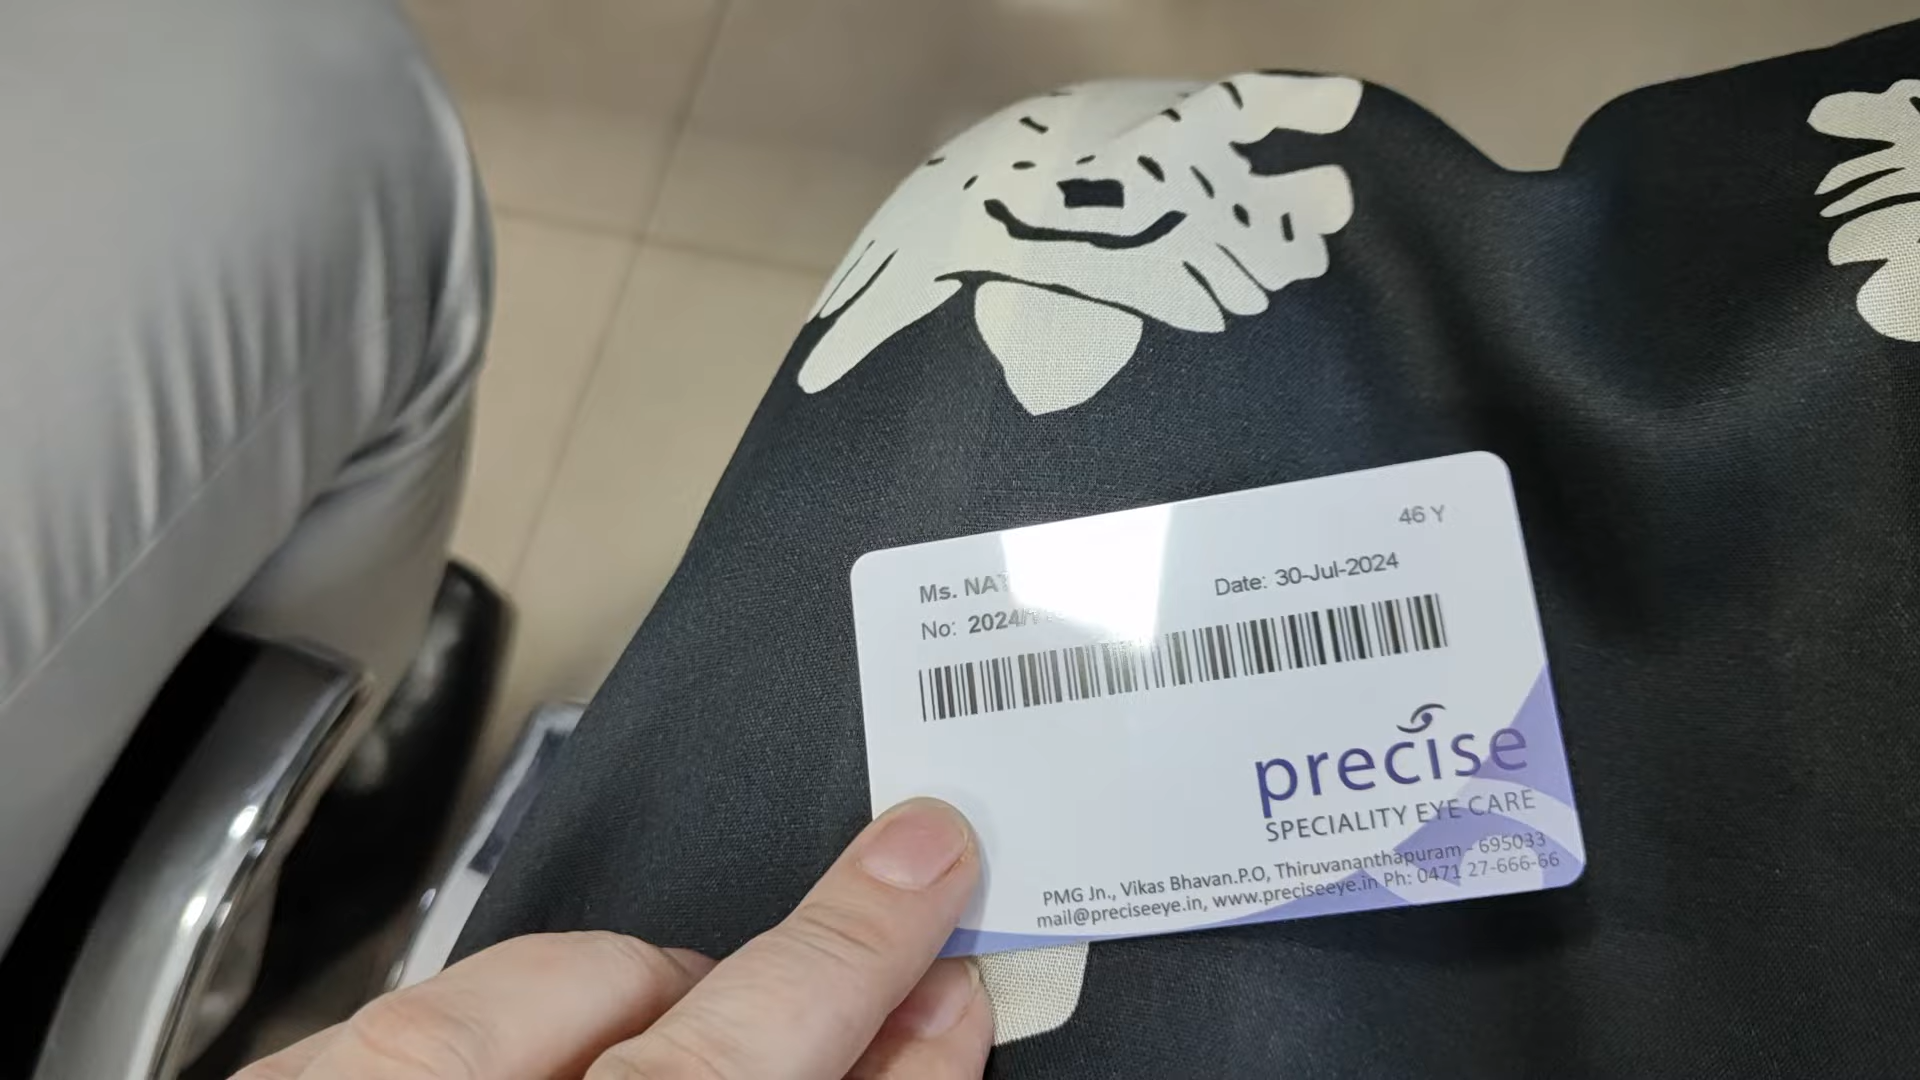 46 Y
Ms. NAT
Date: 30-Jul-2024
No: 2024/
precise
SPECIALITY EYE CARE
PMG Jn., Vikas Bhavan.P.O, Thiruvananthapuram - 695033
mail@preciseeye.in, www.preciseeye.in Ph: 0471 27-666-66